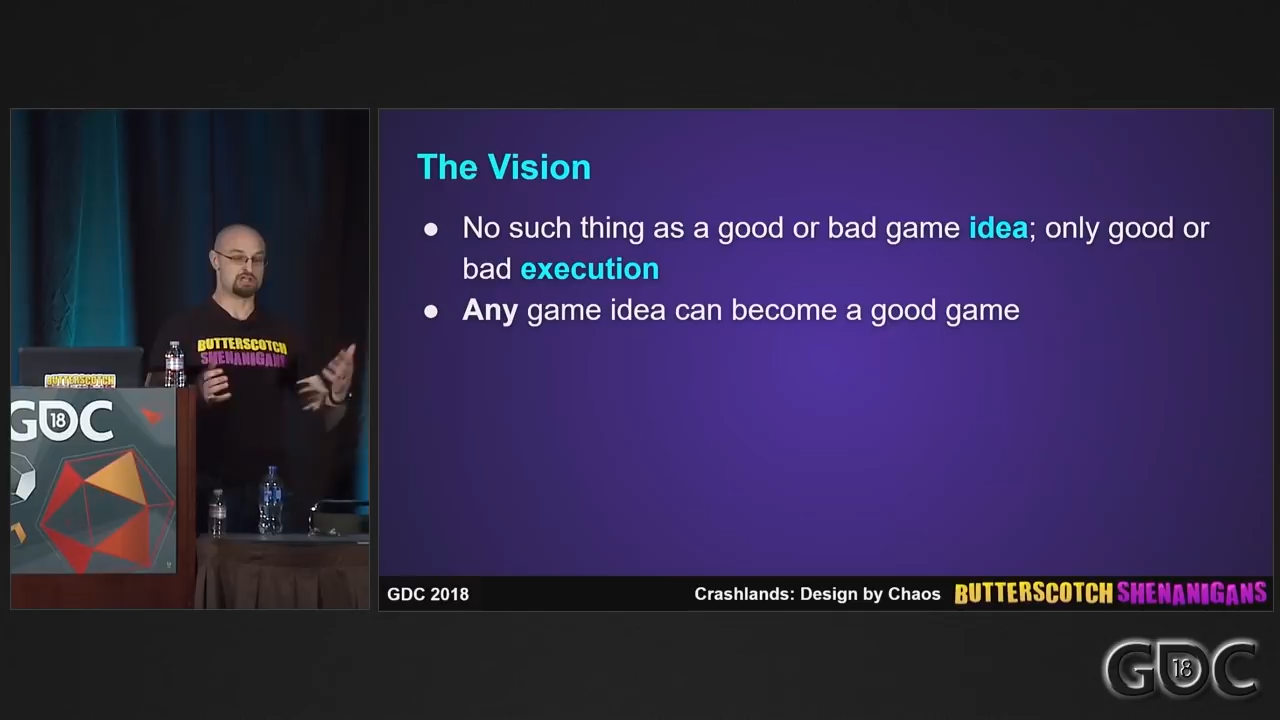 The Vision
● No such thing as a good or bad game idea; only good or
bad execution
● Any game idea can become a good game
BUTTERSCOTCH
SHENANIGANS
BUTTERSCOTCH
GDC
18
GDC 2018
Crashlands: Design by Chaos
BUTTERSCOTCH SHENANIGANS
GDC
18